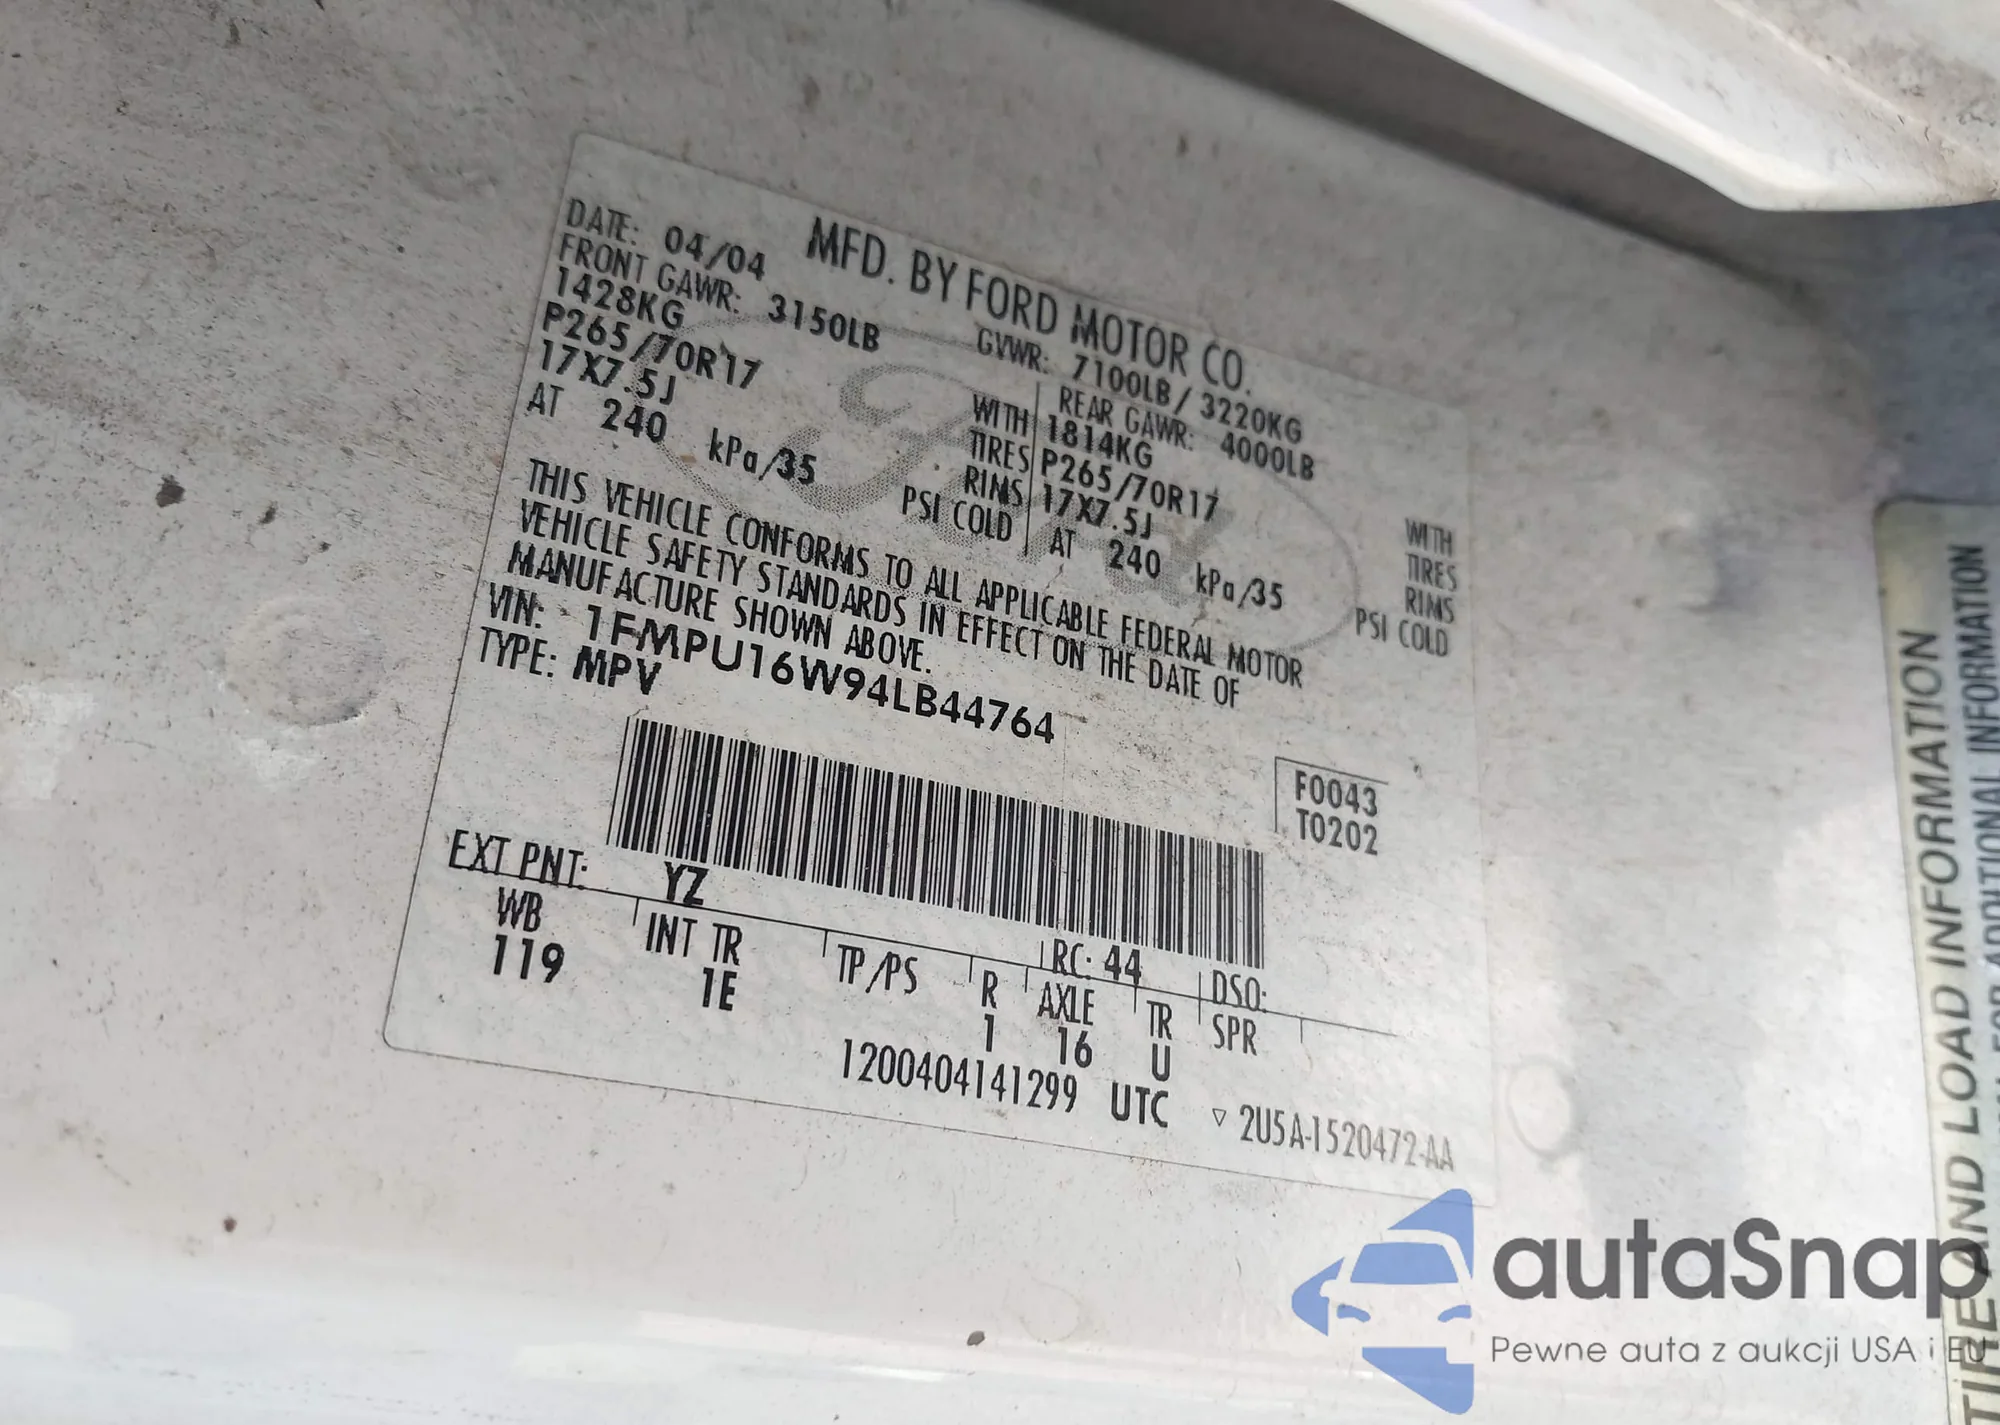 MFD. BY FORD MOTOR CO.
DATE: 04/04 GVWR: 7100LB / 3220KG
FRONT GAWR: 3150LB REAR GAWR: 4000LB
1428KG WITH 1814KG WITH
P265/70R17 TIRES P265/70R17 TIRES
17X7.5J RIMS 17X7.5J RIMS
AT 240 kPa/35 PSI COLD AT 240 kPa/35 PSI COLD
THIS VEHICLE CONFORMS TO ALL APPLICABLE FEDERAL MOTOR
VEHICLE SAFETY STANDARDS IN EFFECT ON THE DATE OF
MANUFACTURE SHOWN ABOVE.
VIN: 1FMPU16W94LB44764
TYPE: MPV
F0043
T0202
EXT PNT: YZ RC: 44 DSO:
WB INT TR TP/PS R AXLE TR SPR
119 1E 1 16 U
1200404141299 UTC ▽ 2U5A-1520472-AA
TIRE AND LOAD INFORMATION
FOR ADDITIONAL INFORMATION
autaSnap
Pewne auta z aukcji USA i EU